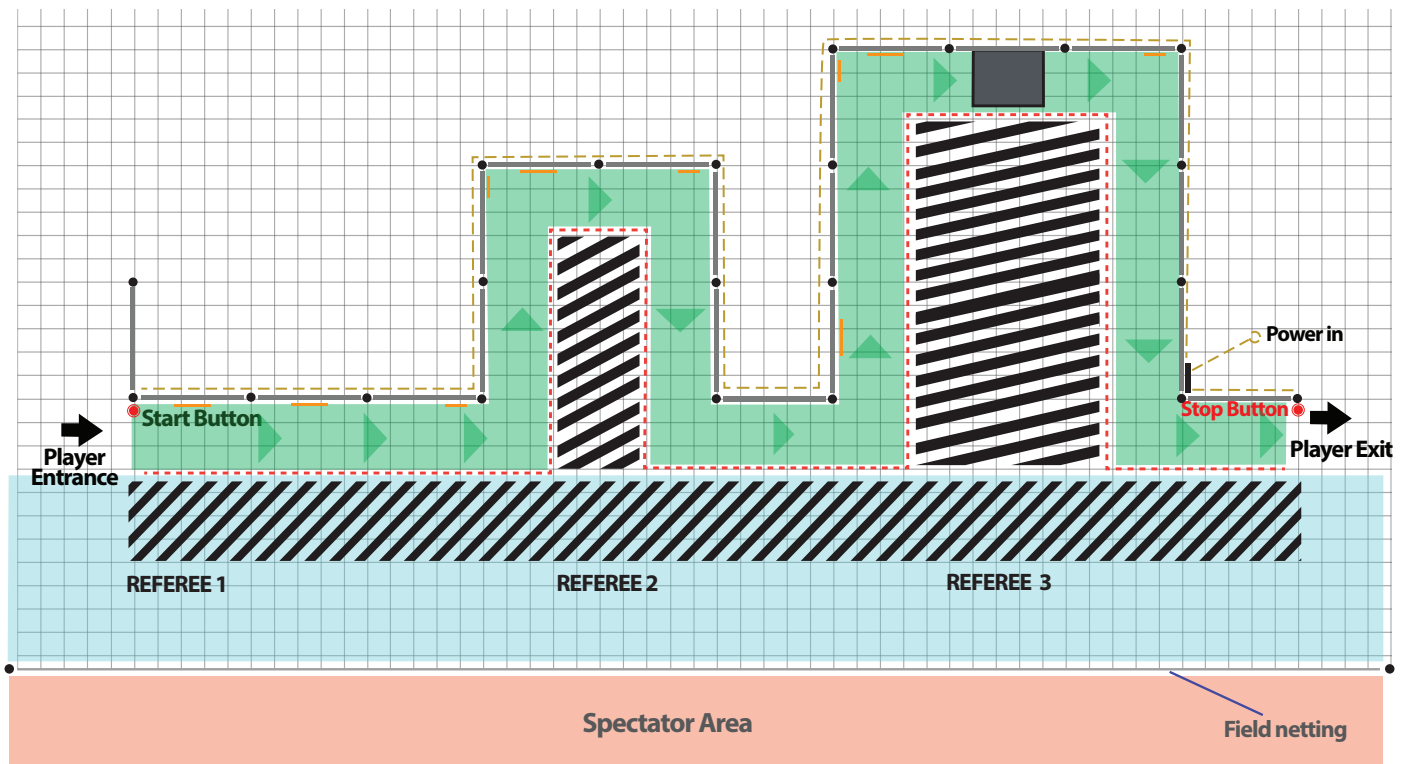 Power in
Start Button
Stop Button
Player
Entrance
Player Exit
REFEREE 1
REFEREE 2
REFEREE 3
Spectator Area
Field netting